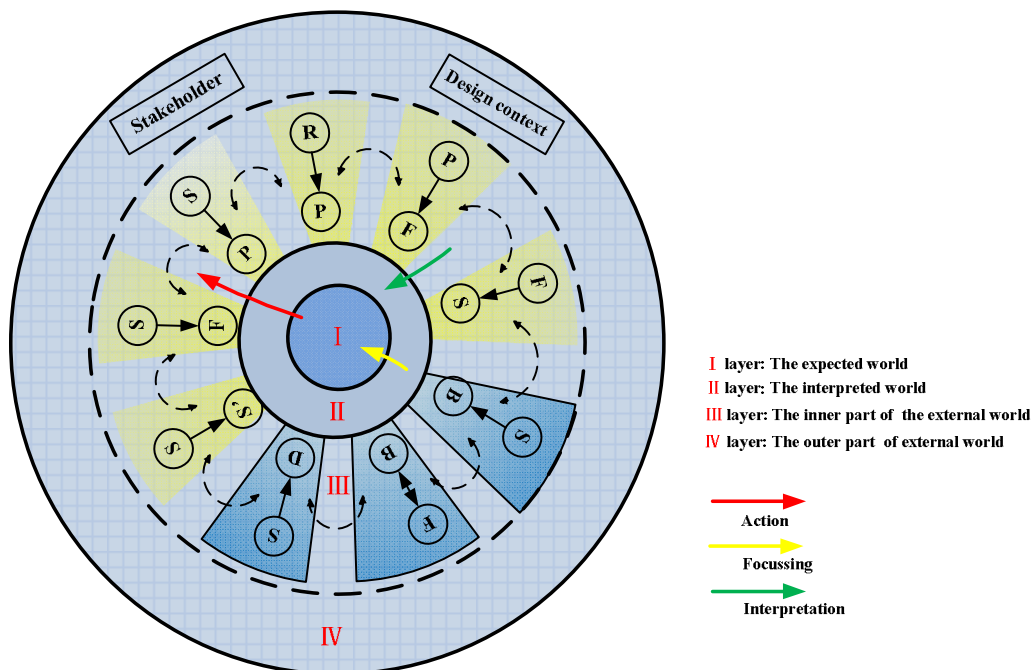 Stakeholder
Design context
R
P
P
F
F
S
S
B
F
B
S
D
S
S'
S
F
S
P
I
II
III
IV
I layer: The expected world
II layer: The interpreted world
III layer: The inner part of the external world
IV layer: The outer part of external world
Action
Focussing
Interpretation